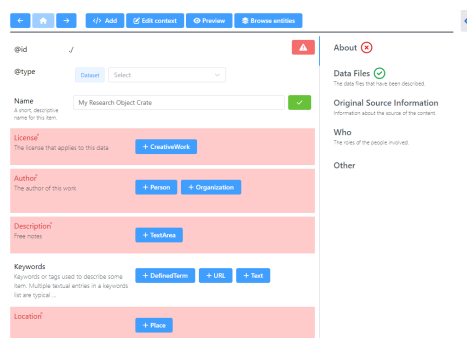 </> Add
Edit context
Preview
Browse entities
@id
./
@type
Dataset
Select
Name
A short, descriptive
name for this item.
My Research Object Crate
License*
The license that applies to this data
+ CreativeWork
Author*
The author of this work
+ Person
+ Organization
Description*
Free notes
+ TextArea
Keywords
Keywords or tags used to describe some
item. Multiple textual entries in a keywords
list are typical ...
+ DefinedTerm
+ URL
+ Text
Location*
+ Place
About
Data Files
The data files that have been described.
Original Source Information
Information about the source of the content.
Who
The roles of the people involved.
Other